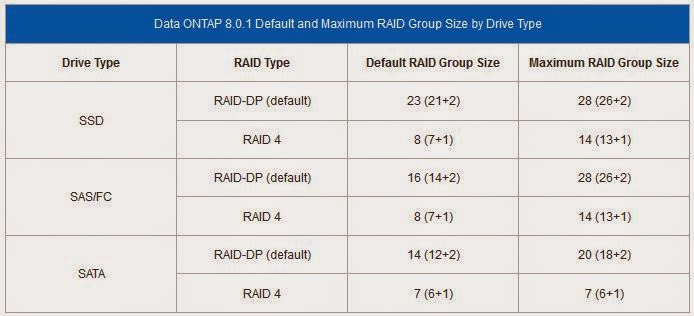 Data ONTAP 8.0.1 Default and Maximum RAID Group Size by Drive Type
Drive Type RAID Type Default RAID Group Size Maximum RAID Group Size
SSD
RAID-DP (default) 23 (21+2) 28 (26+2)
RAID 4 8 (7+1) 14 (13+1)
SAS/FC
RAID-DP (default) 16 (14+2) 28 (26+2)
RAID 4 8 (7+1) 14 (13+1)
SATA
RAID-DP (default) 14 (12+2) 20 (18+2)
RAID 4 7 (6+1) 7 (6+1)